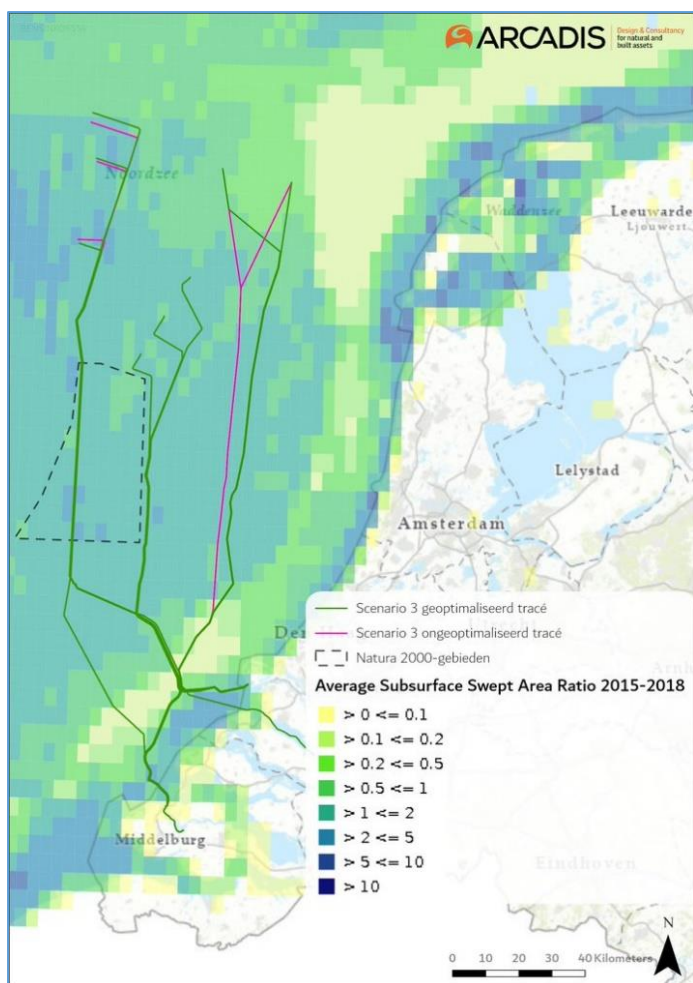 ARCADIS
Design & Consultancy
for natural and
built assets
Noordzee
Waddenzee
Leeuwarde
Ljouwert
Lelystad
Amsterdam
Scenario 3 geoptimaliseerd tracé
Scenario 3 ongeoptimaliseerd tracé
Natura 2000-gebieden
Average Subsurface Swept Area Ratio 2015-2018
> 0 <= 0.1
> 0.1 <= 0.2
> 0.2 <= 0.5
> 0.5 <= 1
> 1 <= 2
> 2 <= 5
> 5 <= 10
> 10
Middelburg
Eindhoven
N
0 10 20 30 40 Kilometers